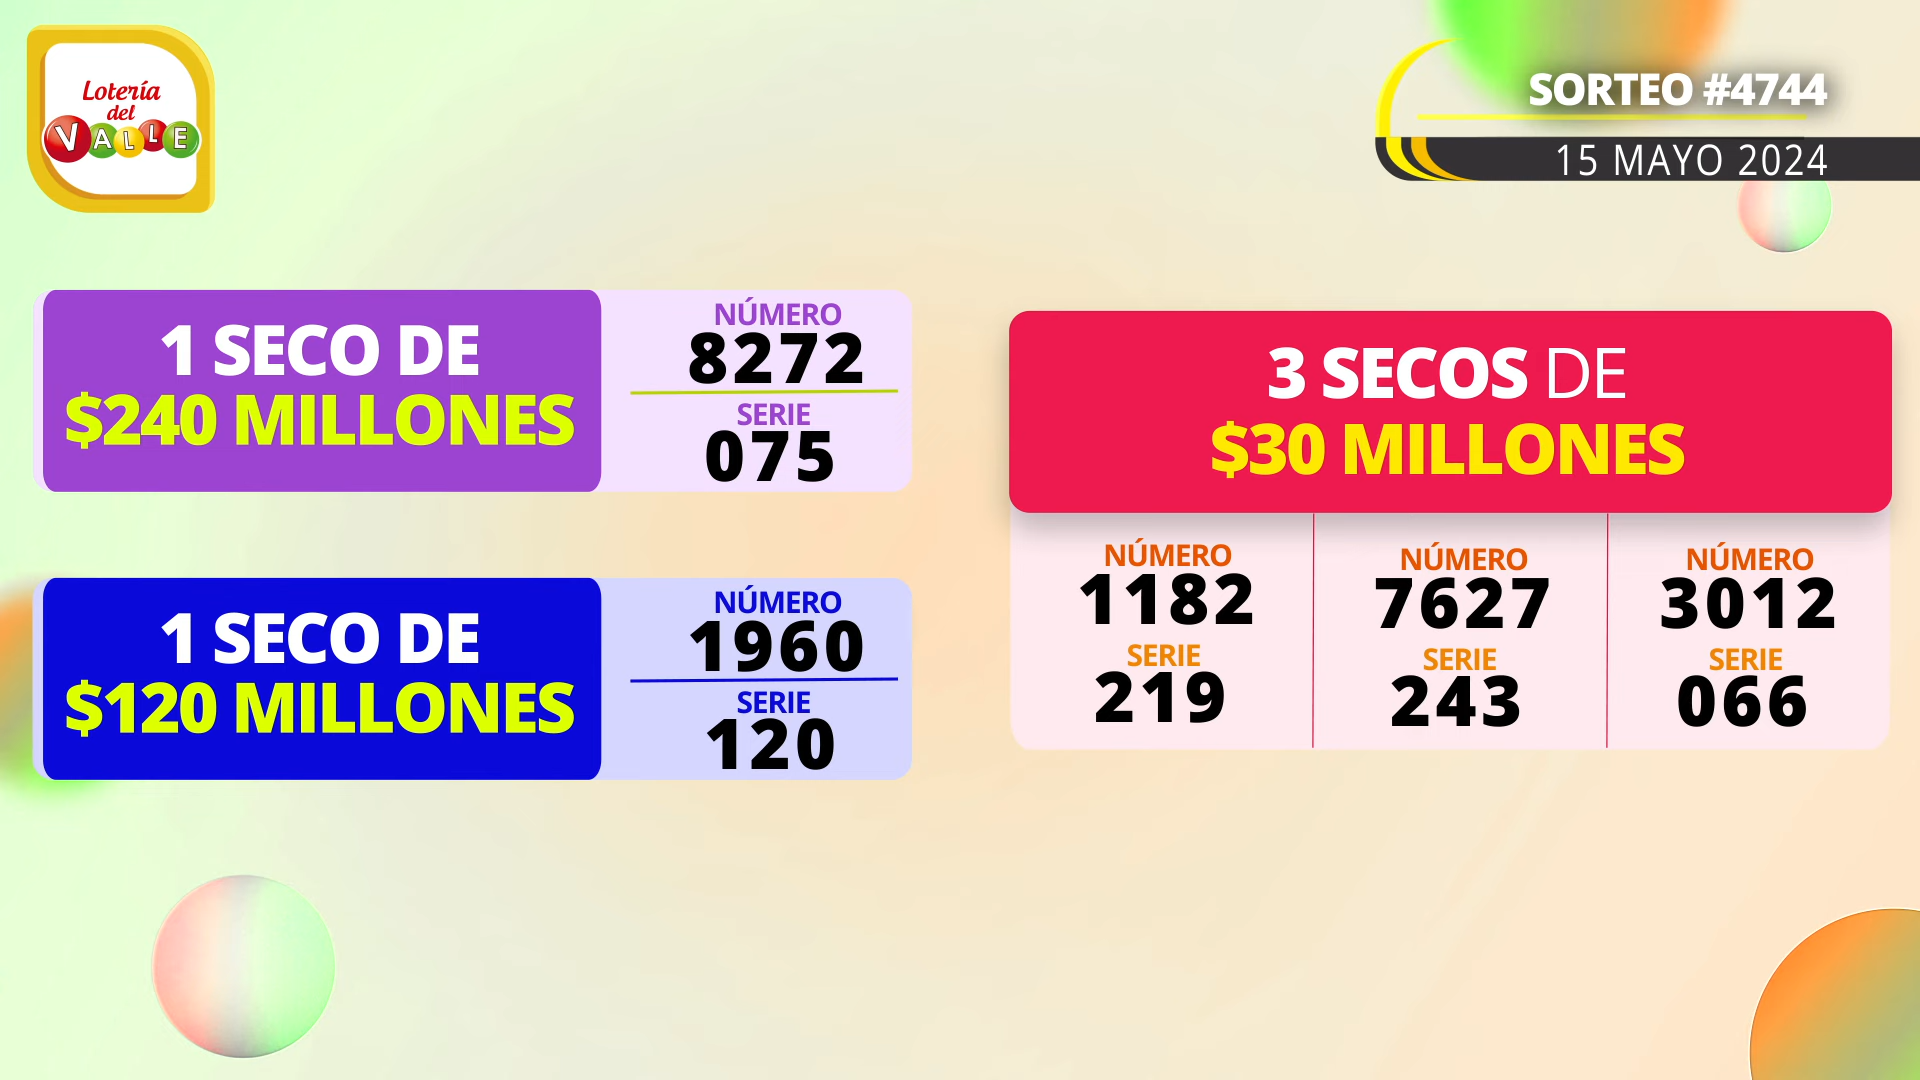 Lotería
del
VALLE
SORTEO #4744
15 MAYO 2024
1 SECO DE
$240 MILLONES
NÚMERO
8272
SERIE
075
1 SECO DE
$120 MILLONES
NÚMERO
1960
SERIE
120
3 SECOS DE
$30 MILLONES
NÚMERO
1182
SERIE
219
NÚMERO
7627
SERIE
243
NÚMERO
3012
SERIE
066